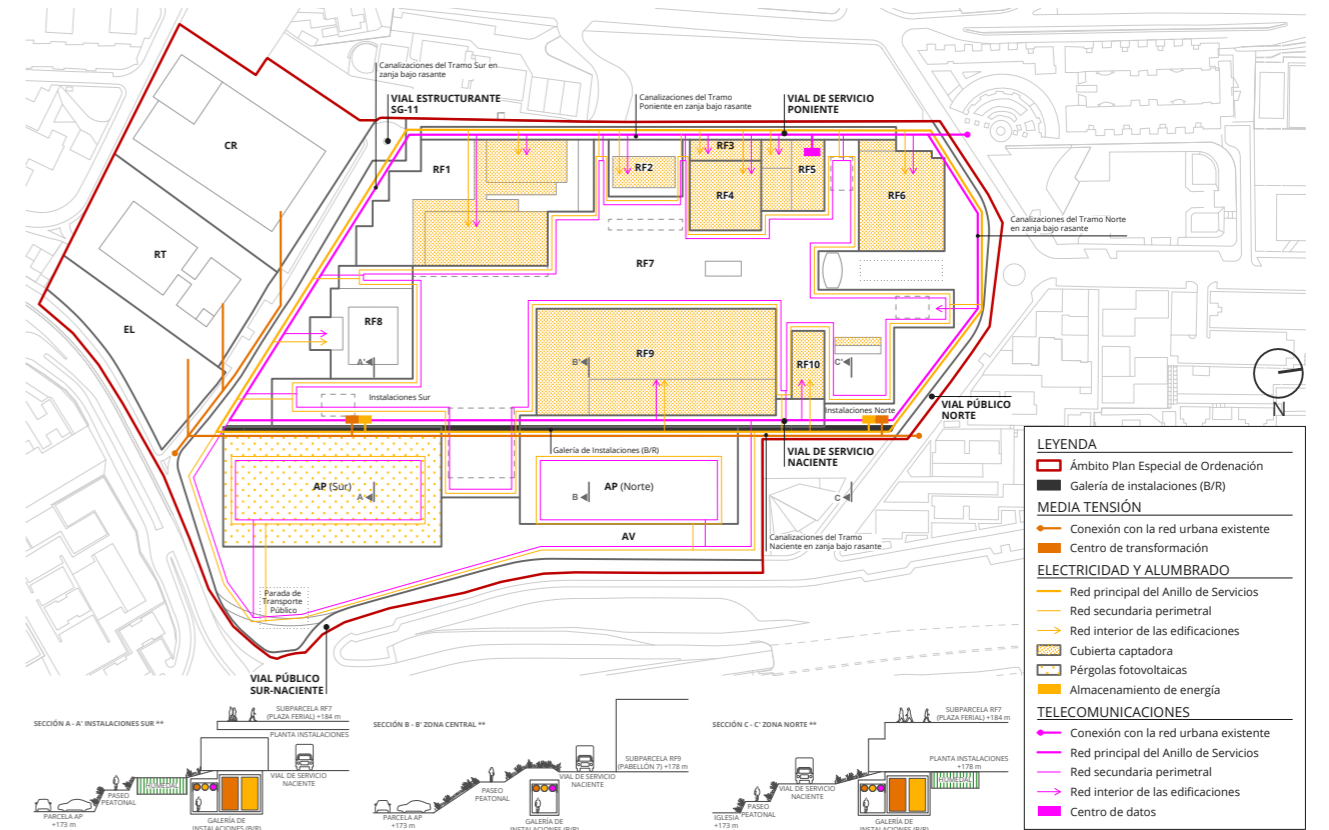 Canalizaciones del Tramo Sur en
zanja bajo rasante
VIAL ESTRUCTURANTE
SG-11
Canalizaciones del Tramo
Poniente en zanja bajo rasante
VIAL DE SERVICIO
PONIENTE
CR
RF1
RF2
RF3
RF4
RF5
RF6
Canalizaciones del Tramo Norte
en zanja bajo rasante
RT
RF7
EL
RF8
A'
B'
RF9
RF10
C'
Instalaciones Sur
Instalaciones Norte
VIAL PÚBLICO
NORTE
N
Galería de Instalaciones (B/R)
VIAL DE SERVICIO
NACIENTE
AP (Sur)
A
B
AP (Norte)
C
AV
Canalizaciones del Tramo
Naciente en zanja bajo rasante
Parada de
Transporte
Público
VIAL PÚBLICO
SUR-NACIENTE
LEYENDA
Ámbito Plan Especial de Ordenación
Galería de instalaciones (B/R)
MEDIA TENSIÓN
Conexión con la red urbana existente
Centro de transformación
ELECTRICIDAD Y ALUMBRADO
Red principal del Anillo de Servicios
Red secundaria perimetral
Red interior de las edificaciones
Cubierta captadora
Pérgolas fotovoltaicas
Almacenamiento de energía
TELECOMUNICACIONES
Conexión con la red urbana existente
Red principal del Anillo de Servicios
Red secundaria perimetral
Red interior de las edificaciones
Centro de datos
SECCIÓN A - A' INSTALACIONES SUR **
SUBPARCELA RF7
(PLAZA FERIAL) +184 m
PLANTA INSTALACIONES
VIAL DE SERVICIO
NACIENTE
HUMEDAL
PASEO
PEATONAL
PARCELA AP
+173 m
GALERÍA DE
INSTALACIONES (B/R)
SECCIÓN B - B' ZONA CENTRAL **
SUBPARCELA RF9
(PABELLÓN 7) +178 m
VIAL DE SERVICIO
NACIENTE
PASEO
PEATONAL
PARCELA AP
+173 m
GALERÍA DE
INSTALACIONES (B/R)
SECCIÓN C - C' ZONA NORTE **
SUBPARCELA RF7
(PLAZA FERIAL) +184 m
PLANTA INSTALACIONES
+178 m
HUMEDAL
VIAL DE SERVICIO
NACIENTE
PASEO
PEATONAL
IGLESIA
+173 m
GALERÍA DE
INSTALACIONES (B/R)